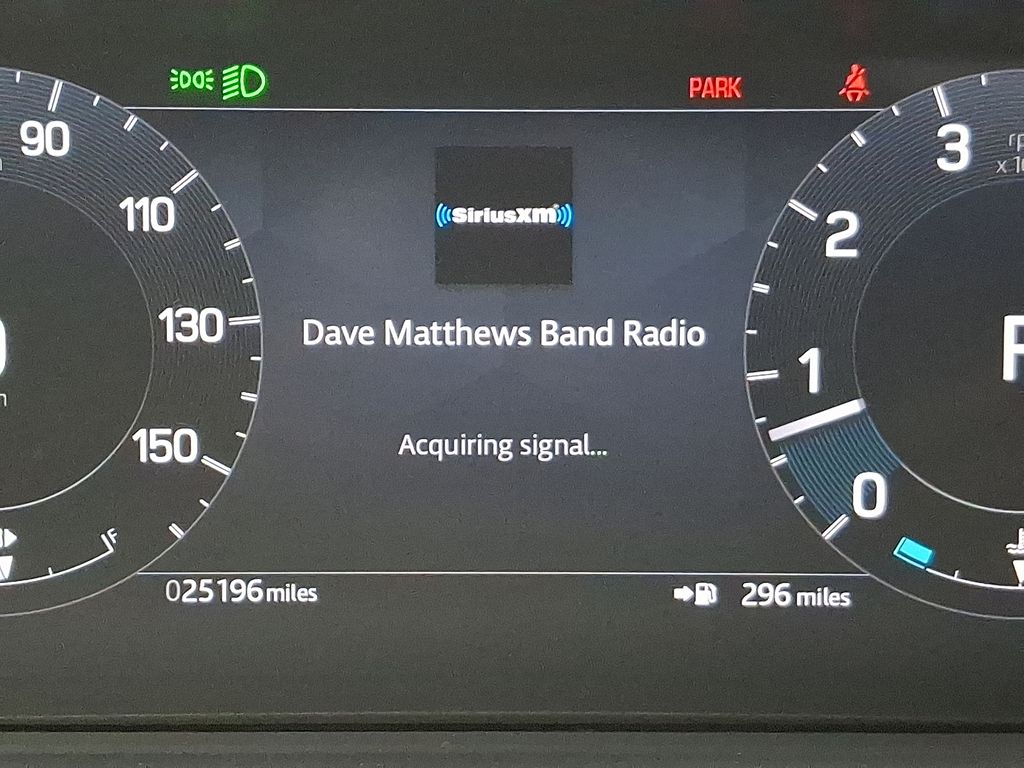 PARK
90
110
130
150
F
SiriusXM
Dave Matthews Band Radio
Acquiring signal...
3
2
1
0
025196 miles
296 miles